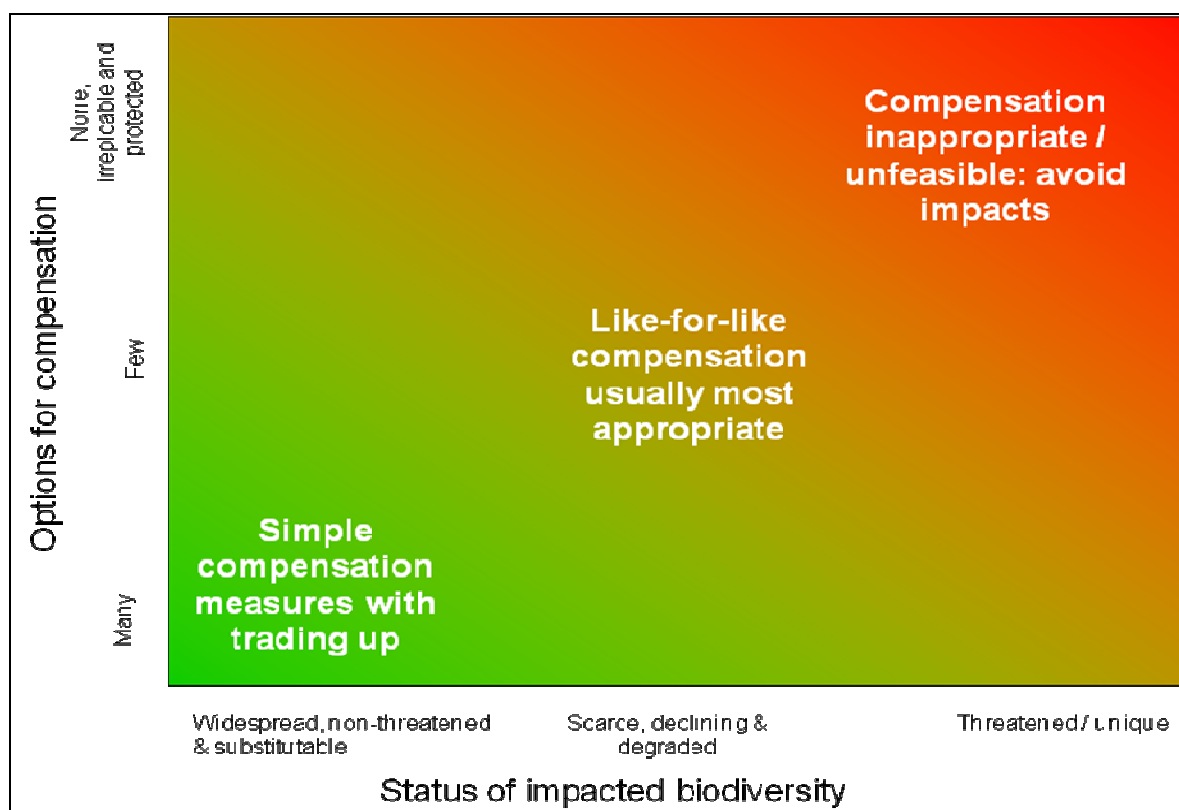 None,
irreplicable and
protected
Few
Many
Options for compensation
Compensation
inappropriate /
unfeasible: avoid
impacts
Like-for-like
compensation
usually most
appropriate
Simple
compensation
measures with
trading up
Widespread, non-threatened
& substitutable
Scarce, declining &
degraded
Threatened / unique
Status of impacted biodiversity